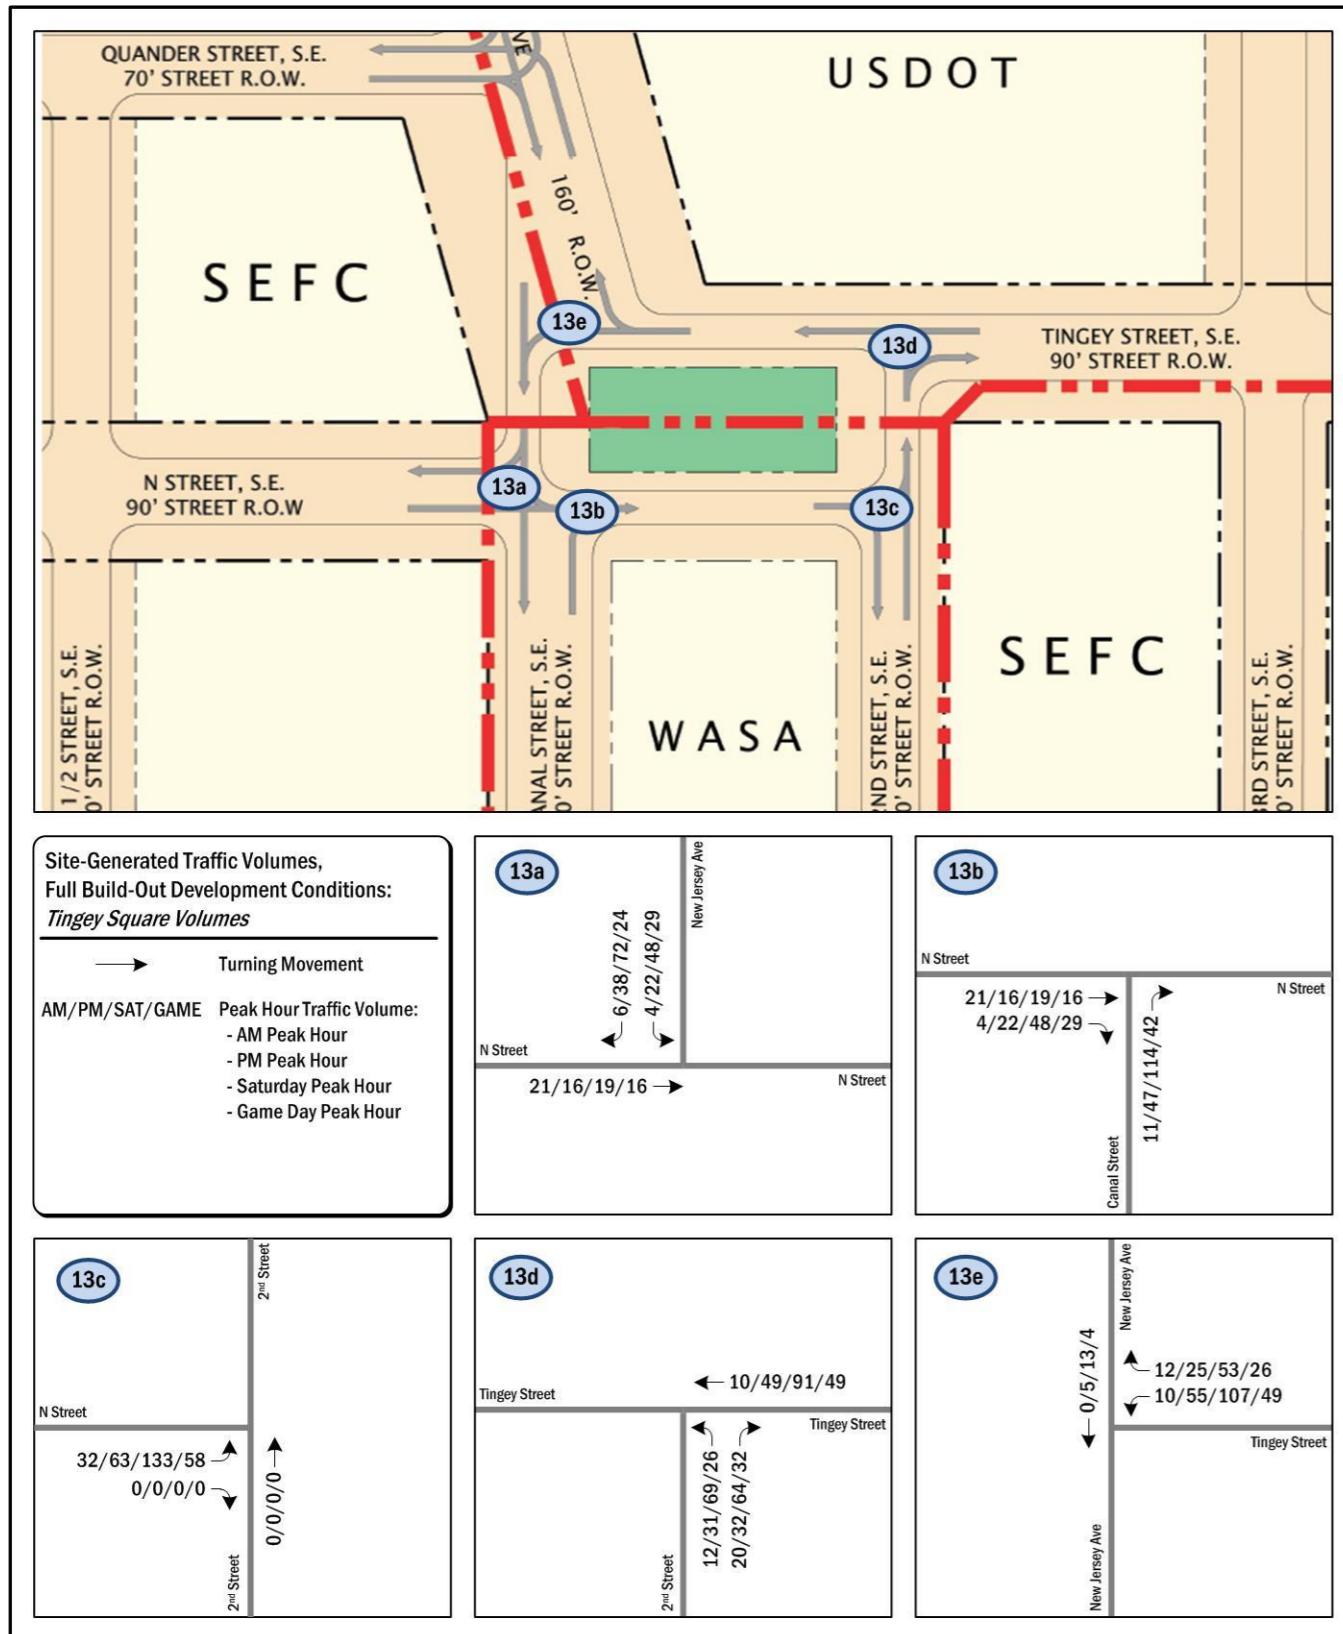 QUANDER STREET, S.E.
70' STREET R.O.W.
VE
USDOT
160' R.O.W.
SEFC
13e
13d
TINGEY STREET, S.E.
90' STREET R.O.W.
N STREET, S.E.
90' STREET R.O.W
13a
13b
13c
1/2 STREET, S.E.
0' STREET R.O.W.
ANAL STREET, S.E.
0' STREET R.O.W.
WASA
2ND STREET, S.E.
0' STREET R.O.W.
SEFC
3RD STREET, S.E.
0' STREET R.O.W.
Site-Generated Traffic Volumes,
Full Build-Out Development Conditions:
Tingey Square Volumes
Turning Movement
AM/PM/SAT/GAME Peak Hour Traffic Volume:
- AM Peak Hour
- PM Peak Hour
- Saturday Peak Hour
- Game Day Peak Hour
13a
New Jersey Ave
6/38/72/24
4/22/48/29
N Street
21/16/19/16
N Street
13b
N Street
N Street
21/16/19/16
4/22/48/29
11/47/114/42
Canal Street
13c
2nd Street
N Street
32/63/133/58
0/0/0/0
0/0/0/0
2nd Street
13d
10/49/91/49
Tingey Street
Tingey Street
12/31/69/26
20/32/64/32
2nd Street
13e
New Jersey Ave
0/5/13/4
12/25/53/26
10/55/107/49
Tingey Street
New Jersey Ave